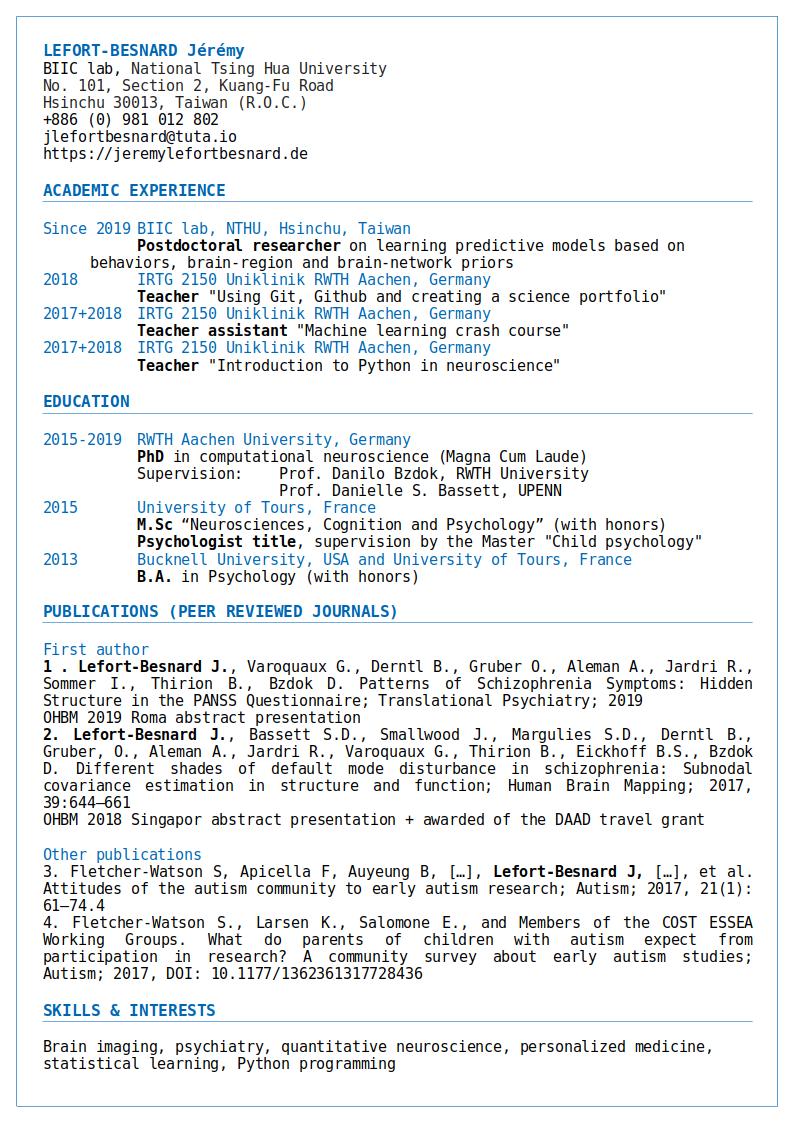 LEFORT-BESNARD Jérémy
BIIC lab, National Tsing Hua University
No. 101, Section 2, Kuang-Fu Road
Hsinchu 30013, Taiwan (R.O.C.)
+886 (0) 981 012 802
jlefortbesnard@tuta.io
https://jeremylefortbesnard.de
ACADEMIC EXPERIENCE
Since 2019 BIIC lab, NTHU, Hsinchu, Taiwan
Postdoctoral researcher on learning predictive models based on
behaviors, brain-region and brain-network priors
2018 IRTG 2150 Uniklinik RWTH Aachen, Germany
Teacher "Using Git, Github and creating a science portfolio"
2017+2018 IRTG 2150 Uniklinik RWTH Aachen, Germany
Teacher assistant "Machine learning crash course"
2017+2018 IRTG 2150 Uniklinik RWTH Aachen, Germany
Teacher "Introduction to Python in neuroscience"
EDUCATION
2015-2019 RWTH Aachen University, Germany
PhD in computational neuroscience (Magna Cum Laude)
Supervision: Prof. Danilo Bzdok, RWTH University
Prof. Danielle S. Bassett, UPENN
2015 University of Tours, France
M.Sc “Neurosciences, Cognition and Psychology” (with honors)
Psychologist title, supervision by the Master "Child psychology"
2013 Bucknell University, USA and University of Tours, France
B.A. in Psychology (with honors)
PUBLICATIONS (PEER REVIEWED JOURNALS)
First author
1 . Lefort-Besnard J., Varoquaux G., Derntl B., Gruber O., Aleman A., Jardri R.,
Sommer I., Thirion B., Bzdok D. Patterns of Schizophrenia Symptoms: Hidden
Structure in the PANSS Questionnaire; Translational Psychiatry; 2019
OHBM 2019 Roma abstract presentation
2. Lefort-Besnard J., Bassett S.D., Smallwood J., Margulies S.D., Derntl B.,
Gruber, O., Aleman A., Jardri R., Varoquaux G., Thirion B., Eickhoff B.S., Bzdok
D. Different shades of default mode disturbance in schizophrenia: Subnodal
covariance estimation in structure and function; Human Brain Mapping; 2017,
39:644–661
OHBM 2018 Singapor abstract presentation + awarded of the DAAD travel grant
Other publications
3. Fletcher-Watson S, Apicella F, Auyeung B, […], Lefort-Besnard J, […], et al.
Attitudes of the autism community to early autism research; Autism; 2017, 21(1):
61–74.4
4. Fletcher-Watson S., Larsen K., Salomone E., and Members of the COST ESSEA
Working Groups. What do parents of children with autism expect from
participation in research? A community survey about early autism studies;
Autism; 2017, DOI: 10.1177/1362361317728436
SKILLS & INTERESTS
Brain imaging, psychiatry, quantitative neuroscience, personalized medicine,
statistical learning, Python programming